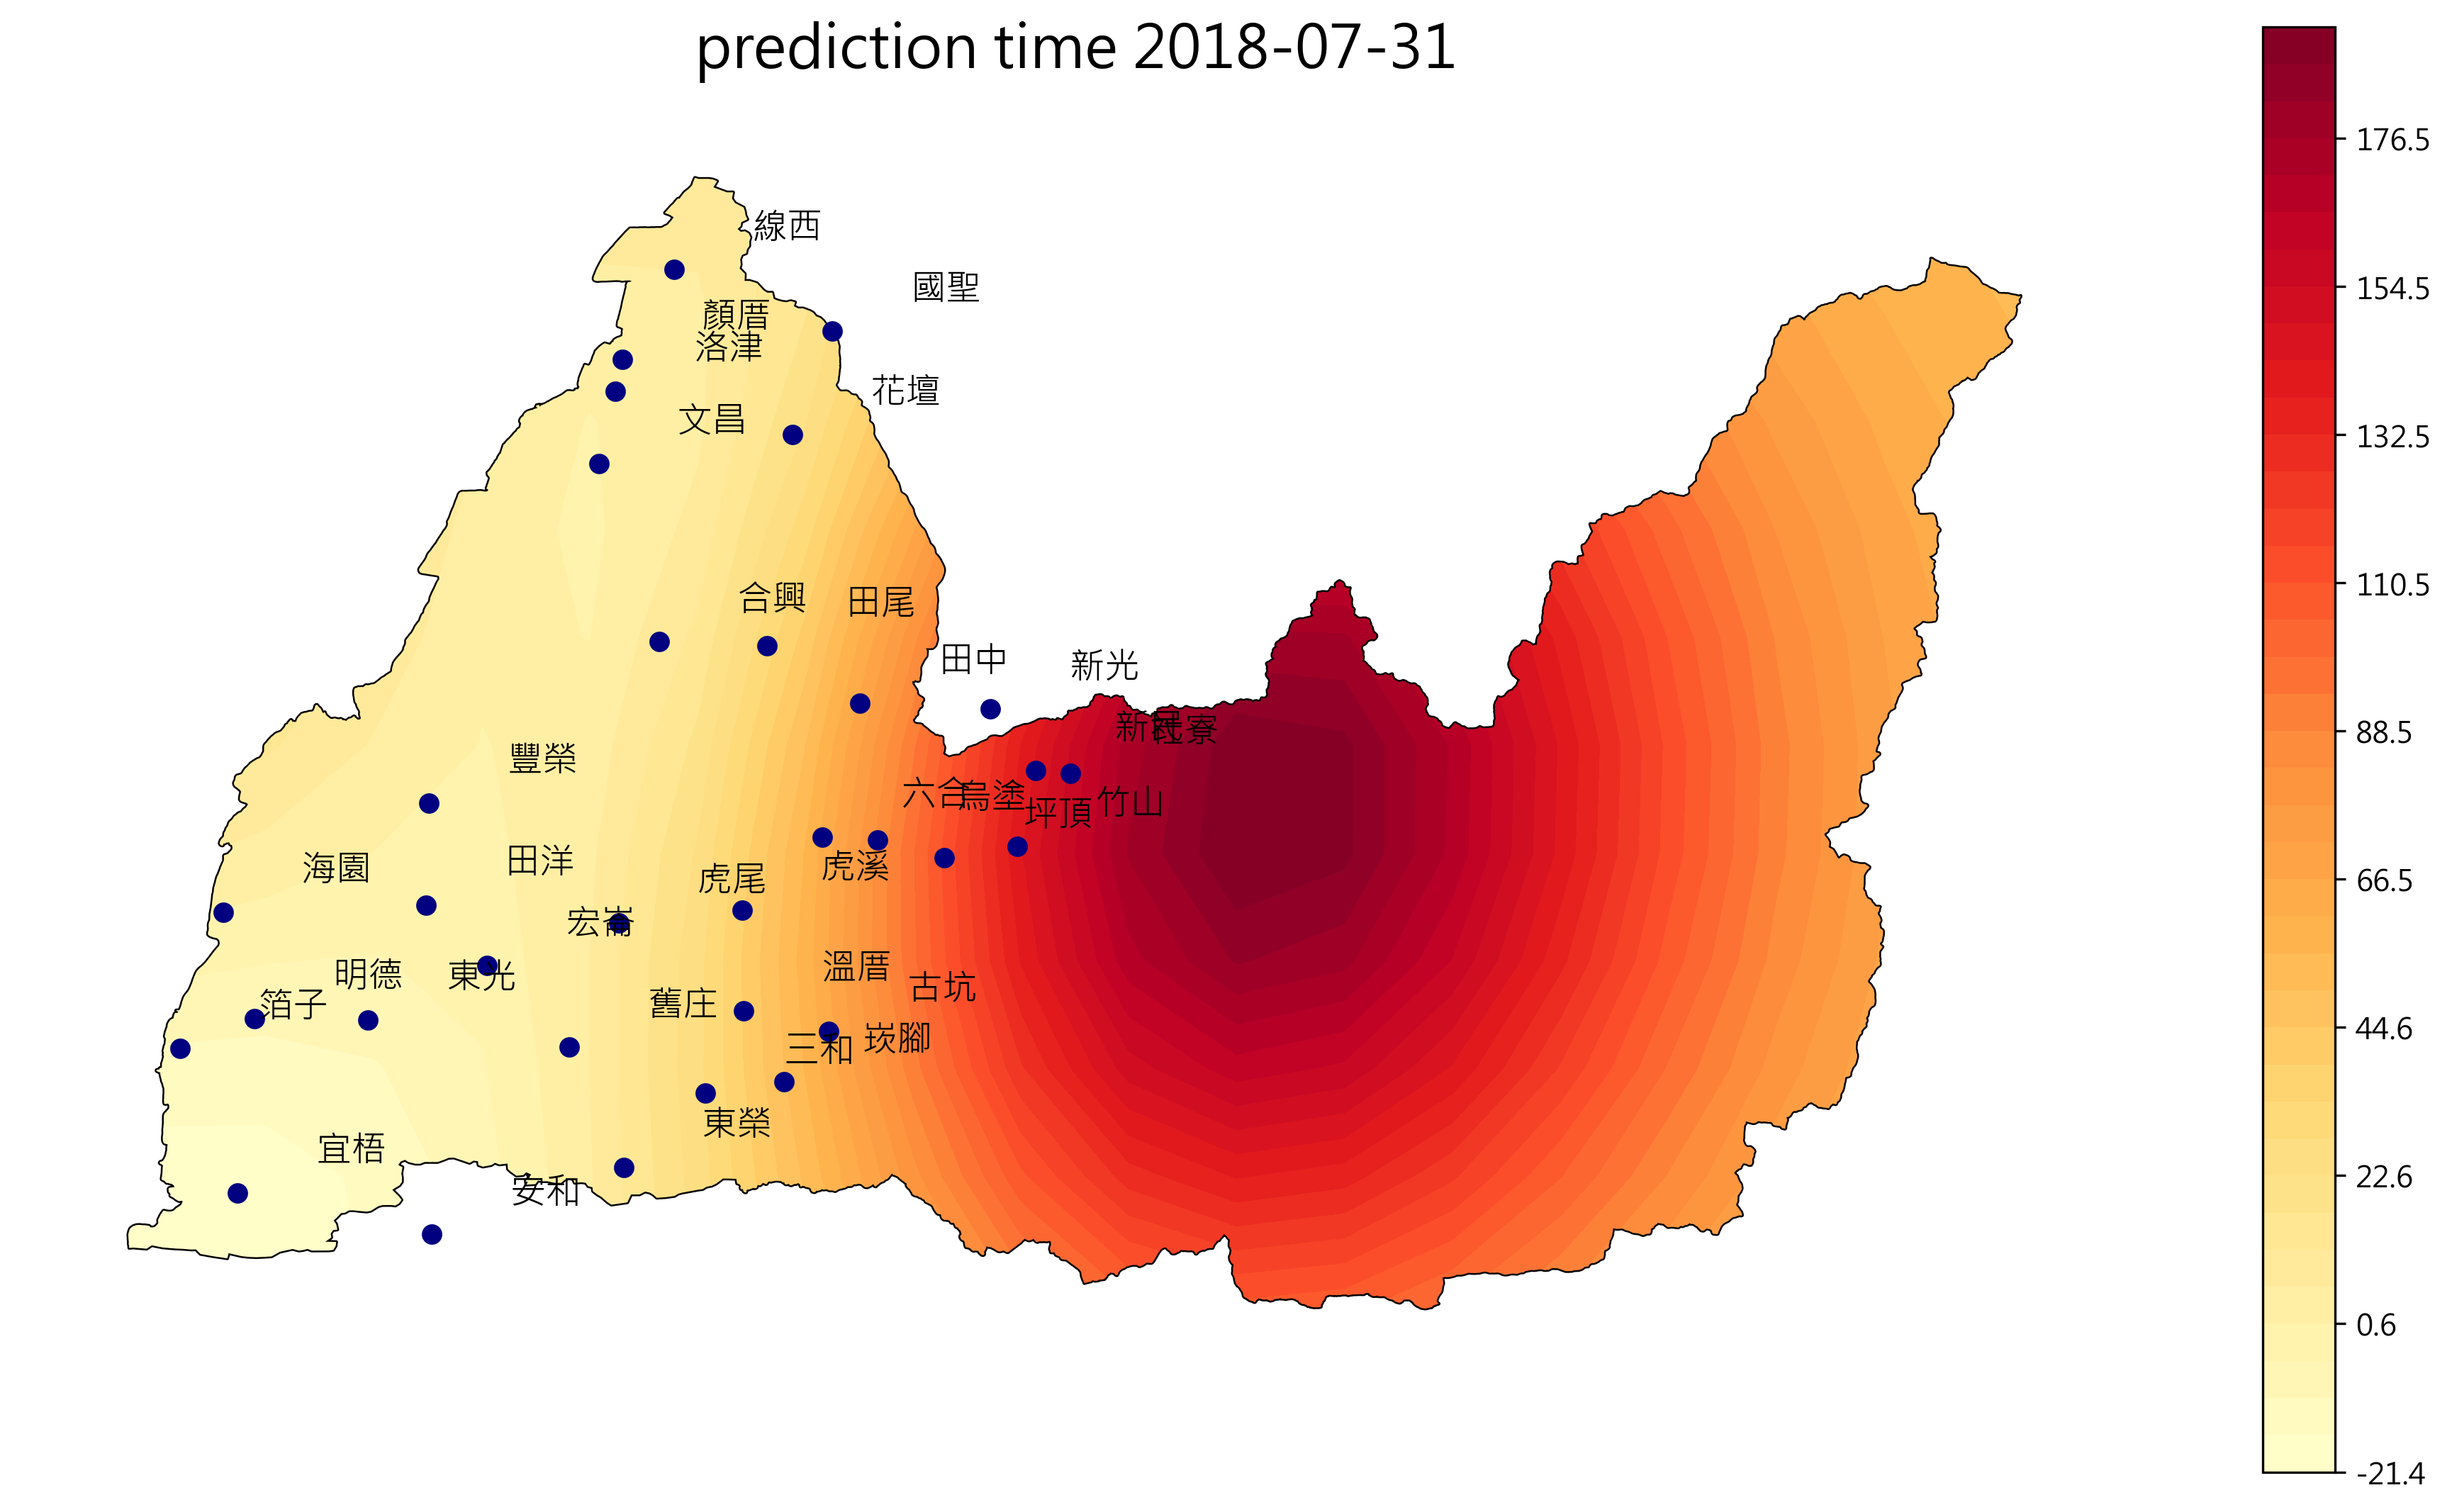 prediction time 2018-07-31
線西
國聖
顏厝
洛津
花壇
文昌
合興
田尾
田中
新光
新民
社寮
豐榮
六合
烏塗
坪頂
竹山
海園
田洋
虎尾
虎溪
宏崙
溫厝
明德
東光
古坑
箔子
舊庄
三和
崁腳
東榮
宜梧
安和
176.5
154.5
132.5
110.5
88.5
66.5
44.6
22.6
0.6
-21.4